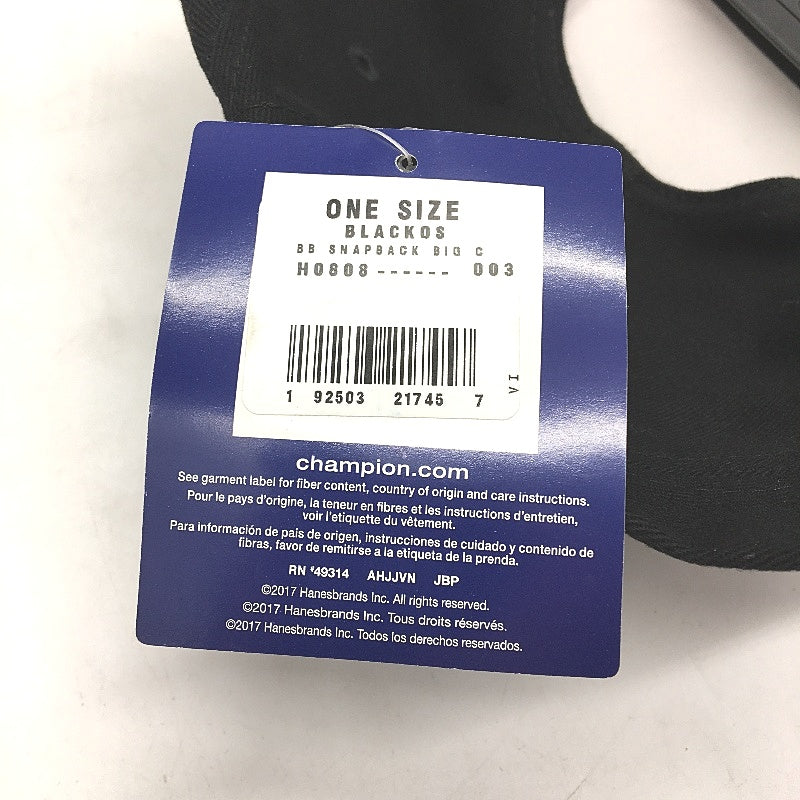 ONE SIZE
BLACKOS
BB SNAPBACK BIG C
H0808------ 003
VI
1 92503 21745 7
champion.com
See garment label for fiber content, country of origin and care instructions.
Pour le pays d'origine, la teneur en fibres et les instructions d'entretien,
voir l'etiquette du vêtement.
Para información de pais de origen, instrucciones de cuidado y contenido de
fibras, favor de remitirse a la etiqueta de la prenda.
RN #49314 AHJJVN JBP
©2017 Hanesbrands Inc. All rights reserved.
©2017 Hanesbrands Inc. Tous droits réservés.
©2017 Hanesbrands Inc. Todos los derechos reservados.